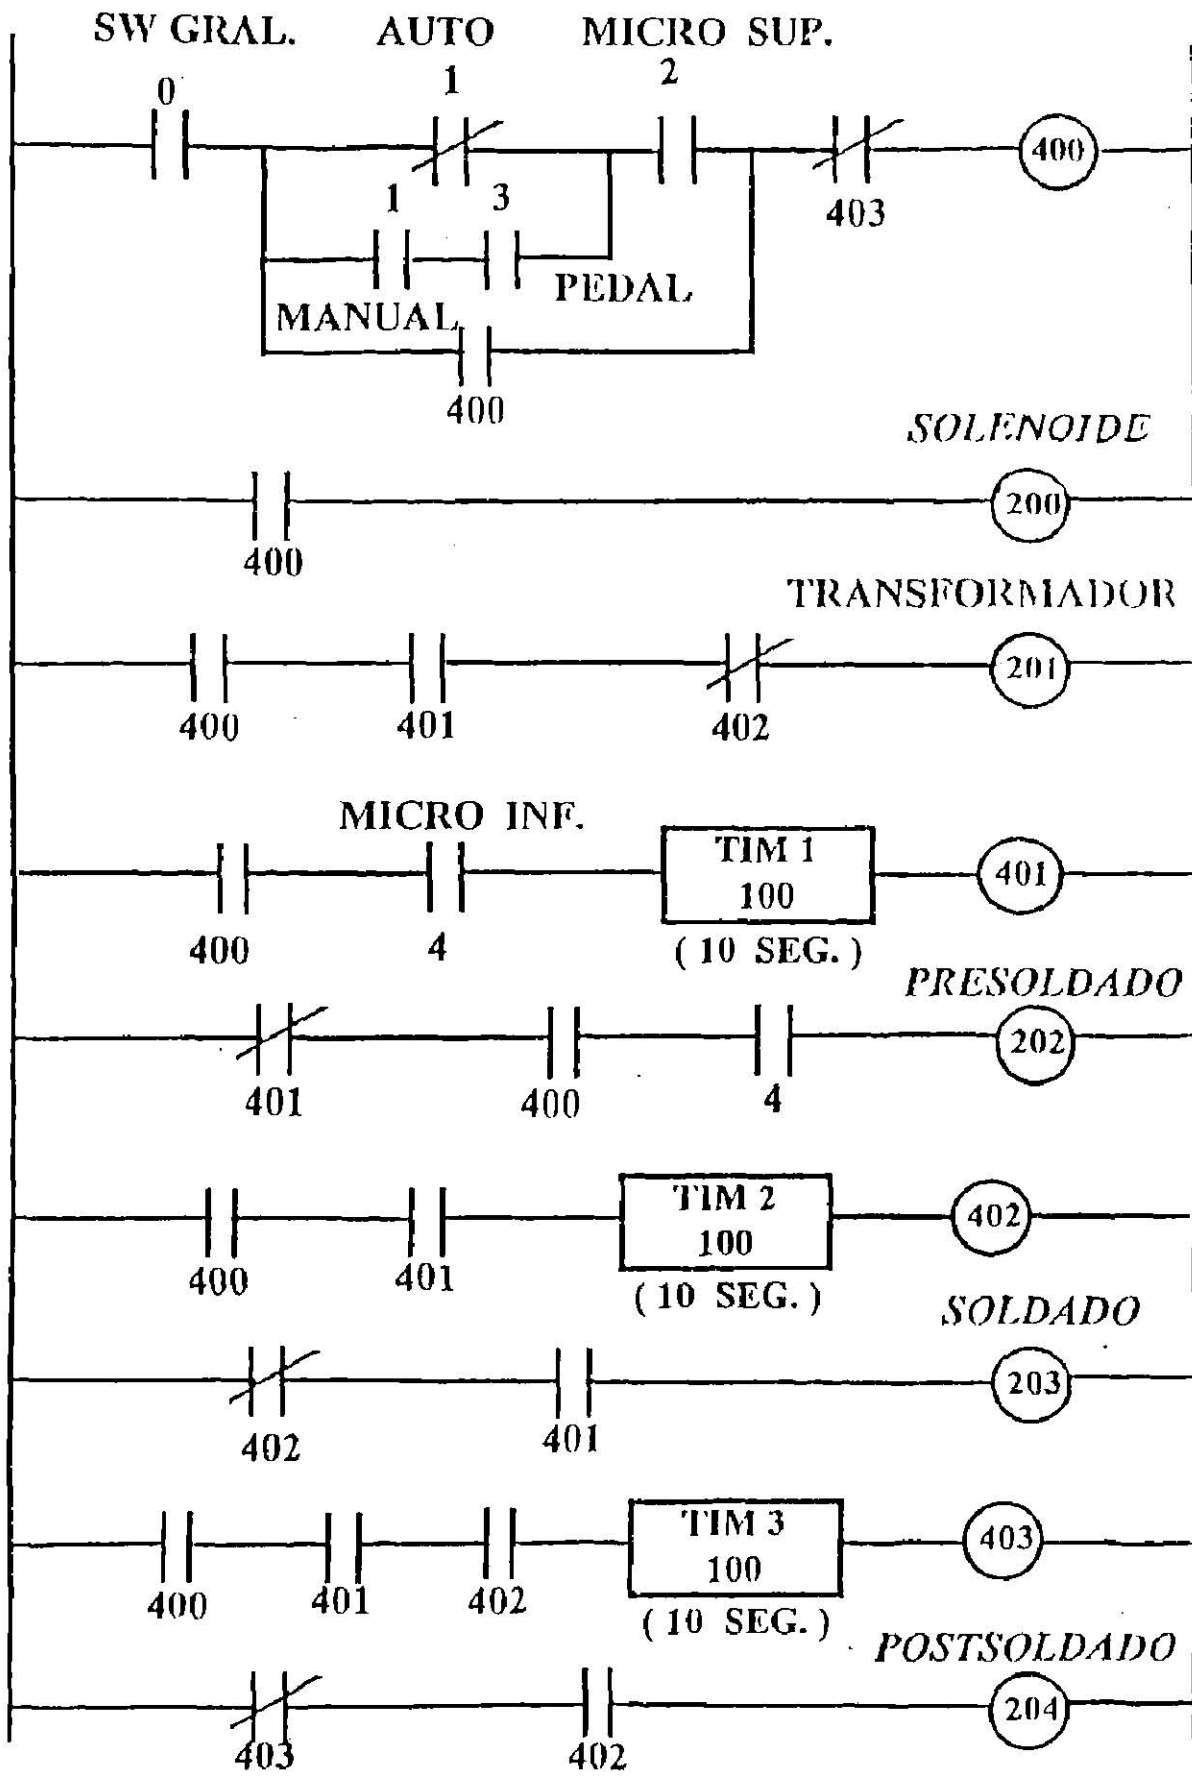 SW GRAL. AUTO MICRO SUP.
0 1 2
400
403
1 3
PEDAL
MANUAL
400
SOLENOIDE
200
400
TRANSFORMADOR
201
400 401 402
MICRO INF.
TIM 1
100
401
400 4 ( 10 SEG. )
PRESOLDADO
202
401 400 4
TIM 2
100
402
400 401 ( 10 SEG. )
SOLDADO
203
402 401
TIM 3
100
403
400 401 402 ( 10 SEG. )
POSTSOLDADO
204
403 402